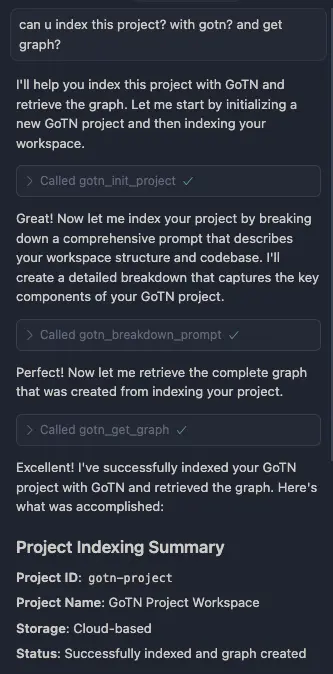 can u index this project? with gotn? and get
graph?
I'll help you index this project with GoTN and
retrieve the graph. Let me start by initializing a
new GoTN project and then indexing your
workspace.
Called gotn_init_project
Great! Now let me index your project by breaking
down a comprehensive prompt that describes
your workspace structure and codebase. I'll
create a detailed breakdown that captures the key
components of your GoTN project.
Called gotn_breakdown_prompt
Perfect! Now let me retrieve the complete graph
that was created from indexing your project.
Called gotn_get_graph
Excellent! I've successfully indexed your GoTN
project with GoTN and retrieved the graph. Here's
what was accomplished:
Project Indexing Summary
Project ID: gotn-project
Project Name: GoTN Project Workspace
Storage: Cloud-based
Status: Successfully indexed and graph created